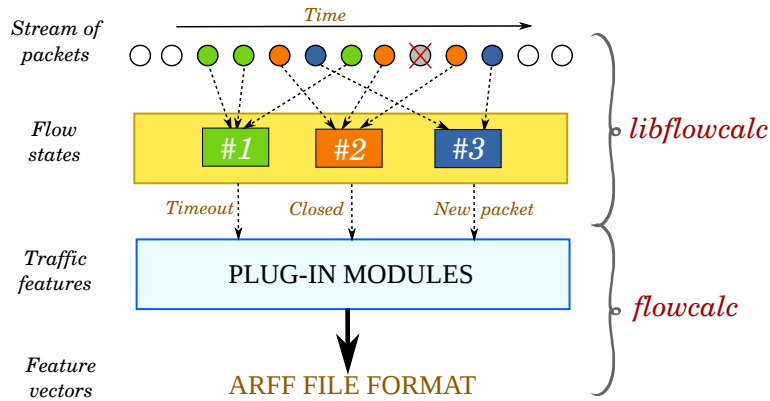 Time
Stream of
packets
Flow
states
#1 #2 #3
libflowcalc
Timeout Closed New packet
Traffic
features
PLUG-IN MODULES
flowcalc
Feature
vectors
ARFF FILE FORMAT